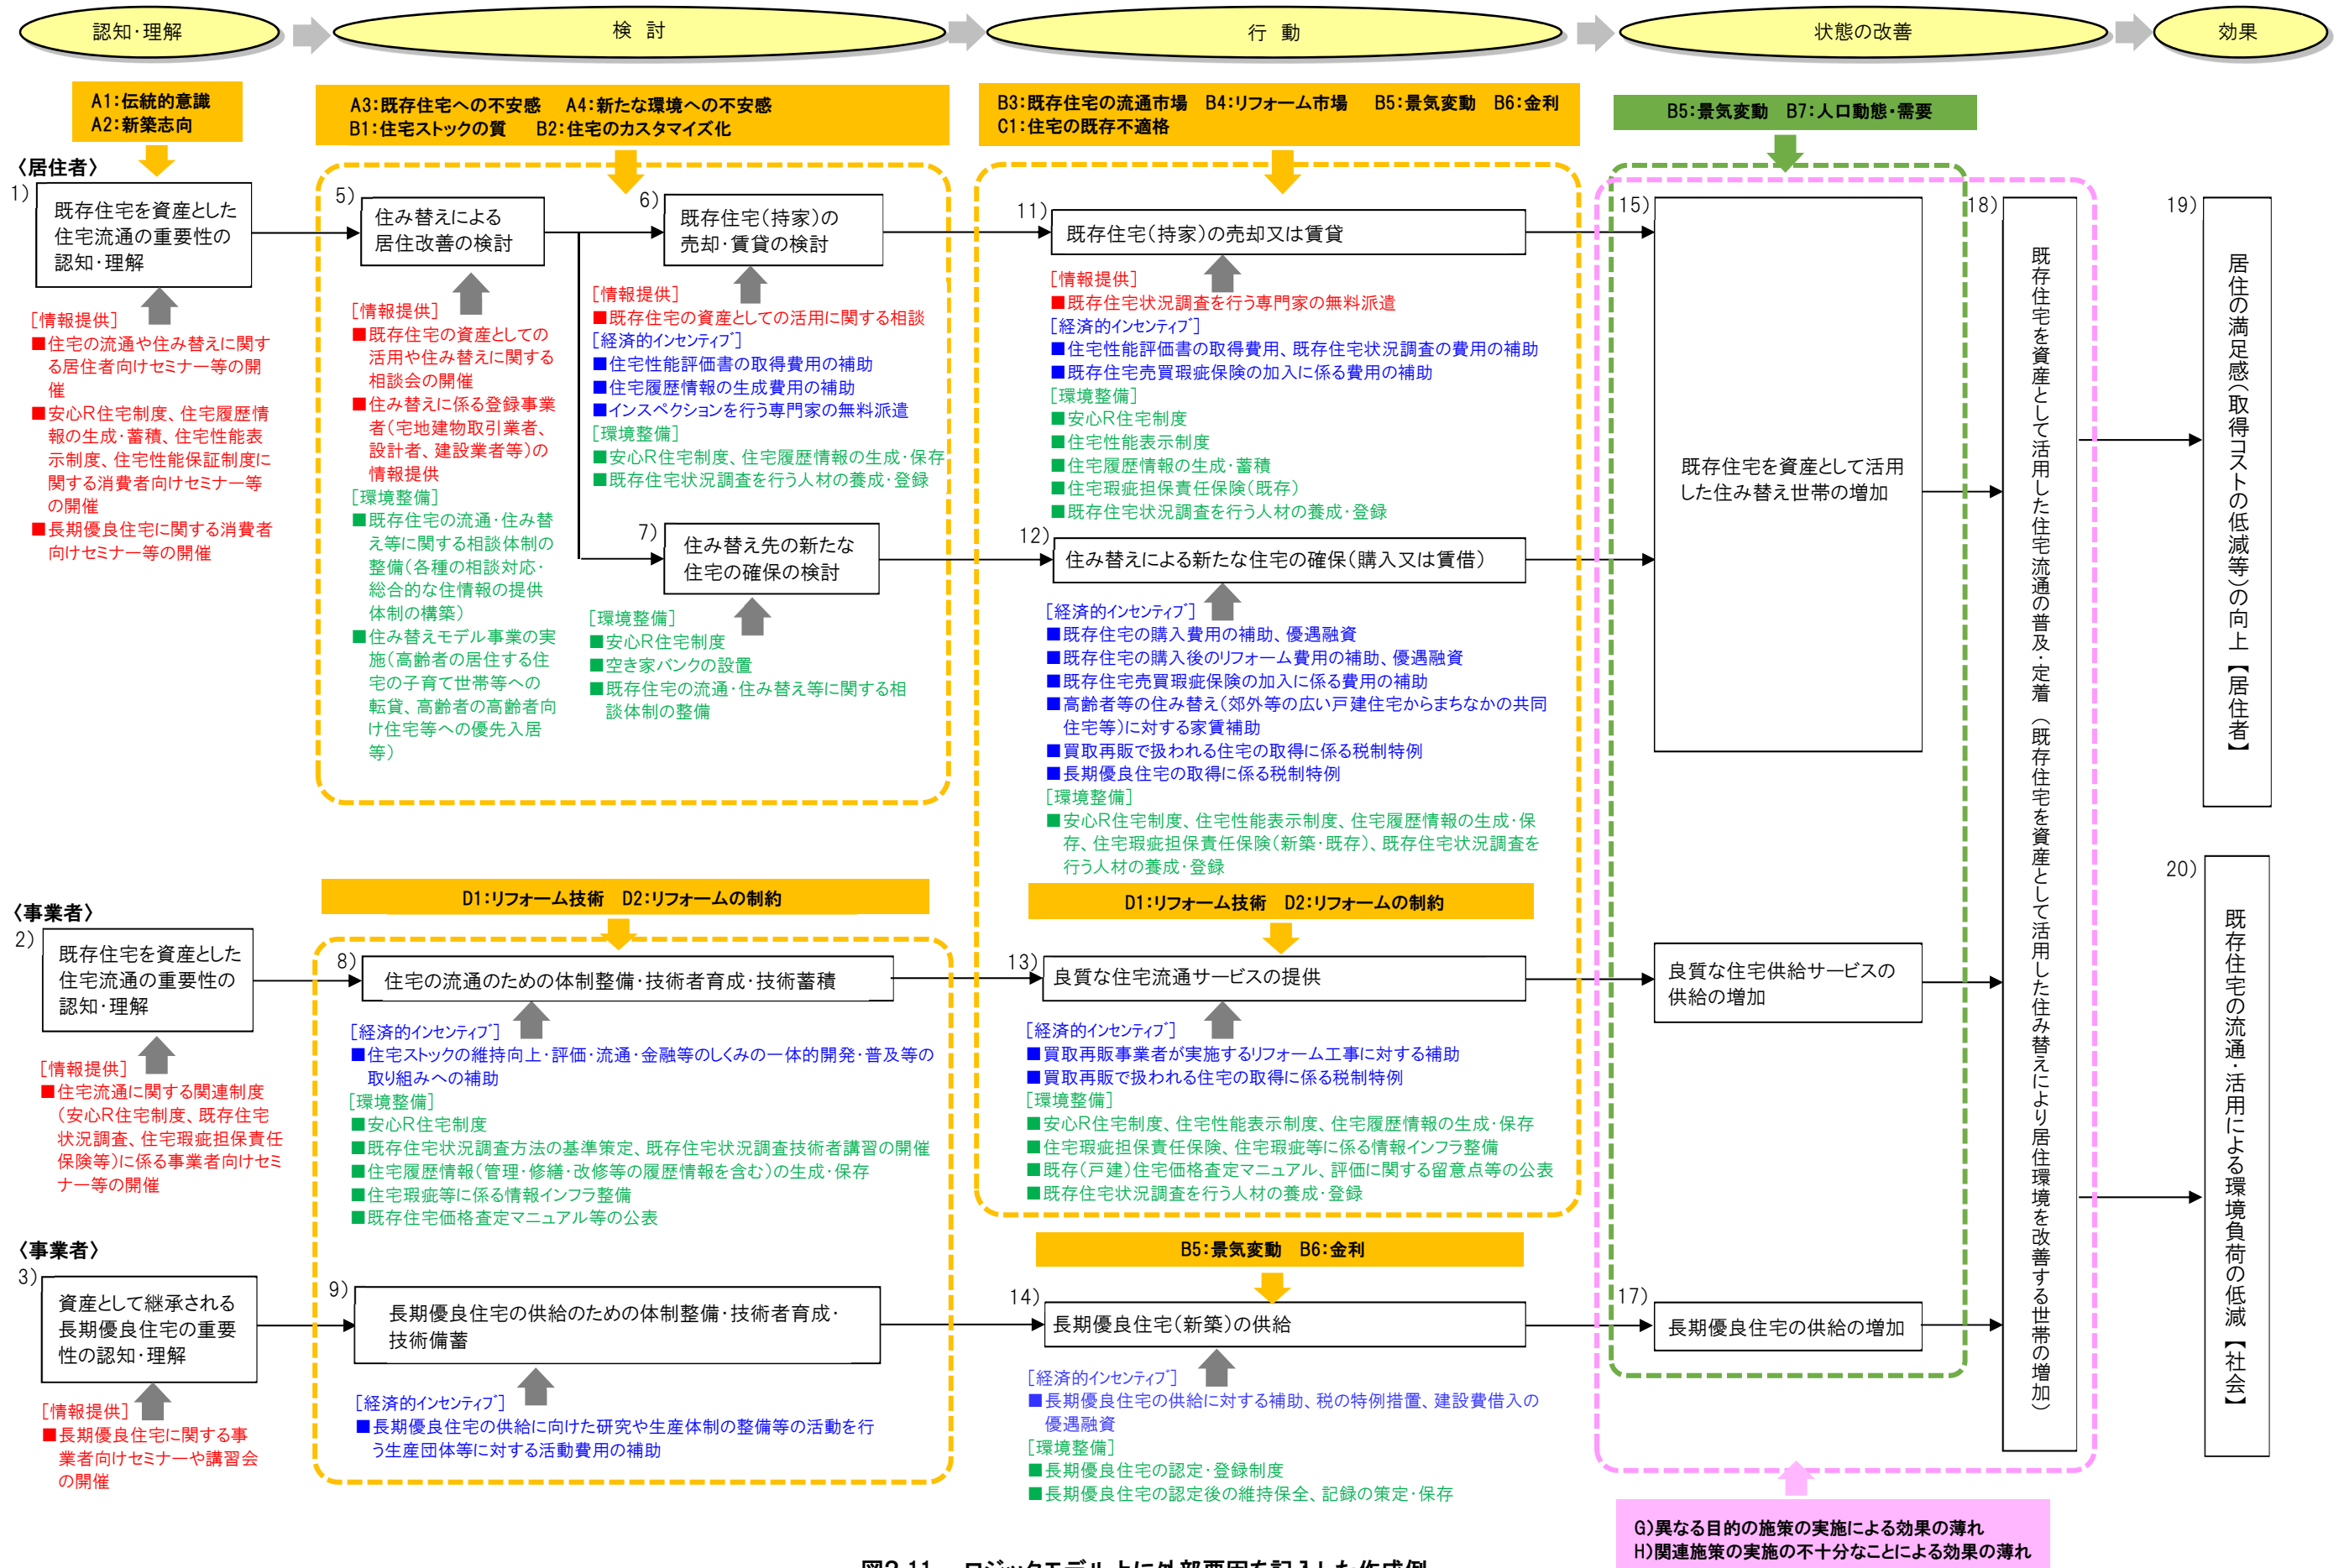 認知・理解
検 討
行 動
状態の改善
効果
A1:伝統的意識
A2:新築志向
A3:既存住宅への不安感 A4:新たな環境への不安感
B1:住宅ストックの質 B2:住宅のカスタマイズ化
B3:既存住宅の流通市場 B4:リフォーム市場 B5:景気変動 B6:金利
C1:住宅の既存不適格
B5:景気変動 B7:人口動態・需要
〈居住者〉
1)
既存住宅を資産とした
住宅流通の重要性の
認知・理解
[情報提供]
■住宅の流通や住み替えに関す
る居住者向けセミナー等の開
催
■安心R住宅制度、住宅履歴情
報の生成・蓄積、住宅性能表
示制度、住宅性能保証制度に
関する消費者向けセミナー等
の開催
■長期優良住宅に関する消費者
向けセミナー等の開催
5)
住み替えによる
居住改善の検討
[情報提供]
■既存住宅の資産としての
活用や住み替えに関する
相談会の開催
■住み替えに係る登録事業
者(宅地建物取引業者、
設計者、建設業者等)の
情報提供
[環境整備]
■既存住宅の流通・住み替
え等に関する相談体制の
整備(各種の相談対応・
総合的な住情報の提供
体制の構築)
■住み替えモデル事業の実
施(高齢者の居住する住
宅の子育て世帯等への
転貸、高齢者の高齢者向
け住宅等への優先入居
等)
6)
既存住宅(持家)の
売却・賃貸の検討
[情報提供]
■既存住宅の資産としての活用に関する相談
[経済的インセンティブ]
■住宅性能評価書の取得費用の補助
■住宅履歴情報の生成費用の補助
■インスペクションを行う専門家の無料派遣
[環境整備]
■安心R住宅制度、住宅履歴情報の生成・保存
■既存住宅状況調査を行う人材の養成・登録
7)
住み替え先の新たな
住宅の確保の検討
[環境整備]
■安心R住宅制度
■空き家バンクの設置
■既存住宅の流通・住み替え等に関する相
談体制の整備
11)
既存住宅(持家)の売却又は賃貸
[情報提供]
■既存住宅状況調査を行う専門家の無料派遣
[経済的インセンティブ]
■住宅性能評価書の取得費用、既存住宅状況調査の費用の補助
■既存住宅売買瑕疵保険の加入に係る費用の補助
[環境整備]
■安心R住宅制度
■住宅性能表示制度
■住宅履歴情報の生成・蓄積
■住宅瑕疵担保責任保険(既存)
■既存住宅状況調査を行う人材の養成・登録
12)
住み替えによる新たな住宅の確保(購入又は賃借)
[経済的インセンティブ]
■既存住宅の購入費用の補助、優遇融資
■既存住宅の購入後のリフォーム費用の補助、優遇融資
■既存住宅売買瑕疵保険の加入に係る費用の補助
■高齢者等の住み替え(郊外等の広い戸建住宅からまちなかの共同
住宅等)に対する家賃補助
■買取再販で扱われる住宅の取得に係る税制特例
■長期優良住宅の取得に係る税制特例
[環境整備]
■安心R住宅制度、住宅性能表示制度、住宅履歴情報の生成・保
存、住宅瑕疵担保責任保険(新築・既存)、既存住宅状況調査を
行う人材の養成・登録
15)
既存住宅を資産として活用
した住み替え世帯の増加
18)
既存住宅を資産として活用した住宅流通の普及・定着 (既存住宅を資産として活用した住み替えにより居住環境を改善する世帯の増加)
19)
居住の満足感(取得コストの低減等)の向上【居住者】
20)
既存住宅の流通・活用による環境負荷の低減【社会】
〈事業者〉
2)
既存住宅を資産とした
住宅流通の重要性の
認知・理解
[情報提供]
■住宅流通に関する関連制度
(安心R住宅制度、既存住宅
状況調査、住宅瑕疵担保責任
保険等)に係る事業者向けセミ
ナー等の開催
D1:リフォーム技術 D2:リフォームの制約
8)
住宅の流通のための体制整備・技術者育成・技術蓄積
[経済的インセンティブ]
■住宅ストックの維持向上・評価・流通・金融等のしくみの一体的開発・普及等の
取り組みへの補助
[環境整備]
■安心R住宅制度
■既存住宅状況調査方法の基準策定、既存住宅状況調査技術者講習の開催
■住宅履歴情報(管理・修繕・改修等の履歴情報を含む)の生成・保存
■住宅瑕疵等に係る情報インフラ整備
■既存住宅価格査定マニュアル等の公表
D1:リフォーム技術 D2:リフォームの制約
13)
良質な住宅流通サービスの提供
[経済的インセンティブ]
■買取再販事業者が実施するリフォーム工事に対する補助
■買取再販で扱われる住宅の取得に係る税制特例
[環境整備]
■安心R住宅制度、住宅性能表示制度、住宅履歴情報の生成・保存
■住宅瑕疵担保責任保険、住宅瑕疵等に係る情報インフラ整備
■既存(戸建)住宅価格査定マニュアル、評価に関する留意点等の公表
■既存住宅状況調査を行う人材の養成・登録
良質な住宅供給サービスの
供給の増加
〈事業者〉
3)
資産として継承される
長期優良住宅の重要
性の認知・理解
[情報提供]
■長期優良住宅に関する事
業者向けセミナーや講習会
の開催
9)
長期優良住宅の供給のための体制整備・技術者育成・
技術備蓄
[経済的インセンティブ]
■長期優良住宅の供給に向けた研究や生産体制の整備等の活動を行
う生産団体等に対する活動費用の補助
B5:景気変動 B6:金利
14)
長期優良住宅(新築)の供給
[経済的インセンティブ]
■長期優良住宅の供給に対する補助、税の特例措置、建設費借入の
優遇融資
[環境整備]
■長期優良住宅の認定・登録制度
■長期優良住宅の認定後の維持保全、記録の策定・保存
17)
長期優良住宅の供給の増加
G)異なる目的の施策の実施による効果の薄れ
H)関連施策の実施の不十分なことによる効果の薄れ
図2-11 ロジックモデル上に外部要因を記入した作成例